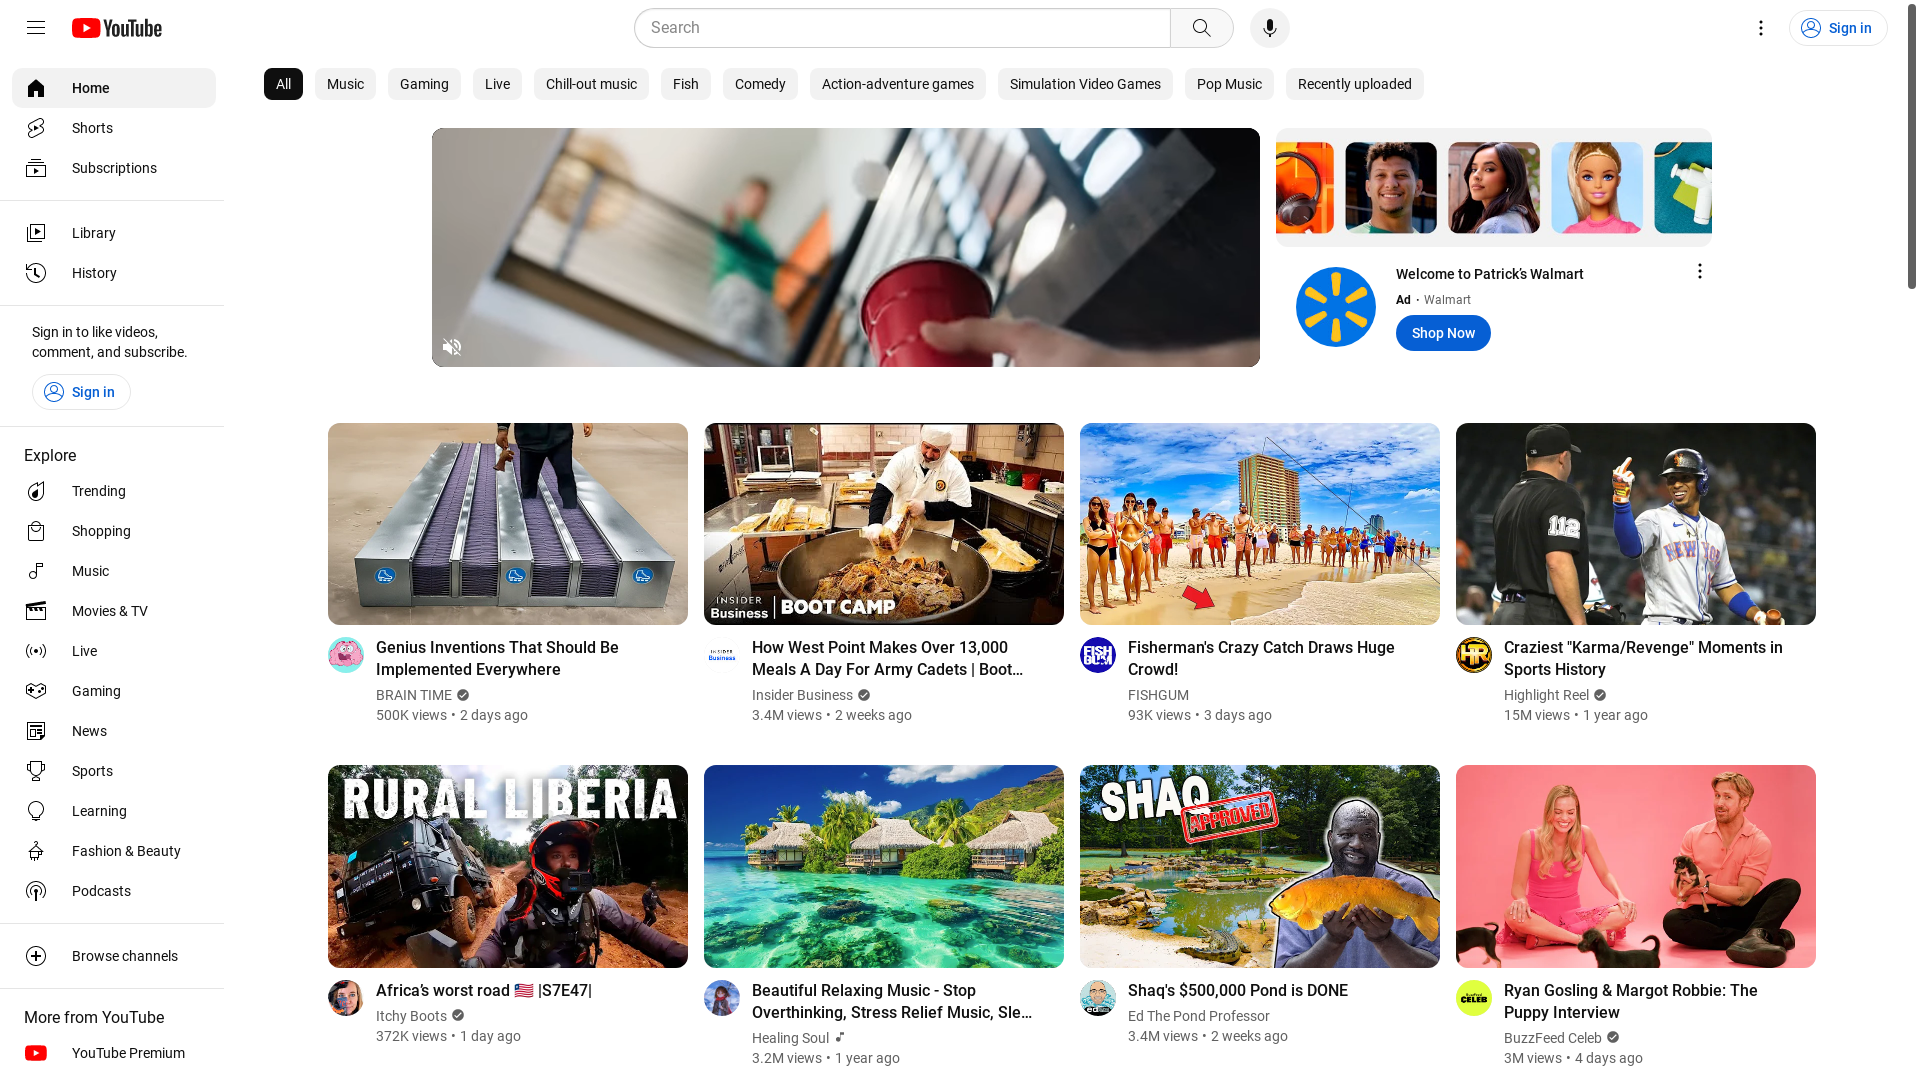 YouTube
Search
Sign in
Home
Shorts
Subscriptions
Library
History
Sign in to like videos,
comment, and subscribe.
Sign in
Explore
Trending
Shopping
Music
Movies & TV
Live
Gaming
News
Sports
Learning
Fashion & Beauty
Podcasts
Browse channels
More from YouTube
YouTube Premium
All
Music
Gaming
Live
Chill-out music
Fish
Comedy
Action-adventure games
Simulation Video Games
Pop Music
Recently uploaded
Welcome to Patrick’s Walmart
Ad · Walmart
Shop Now
Genius Inventions That Should Be
Implemented Everywhere
BRAIN TIME
500K views • 2 days ago
INSIDER
Business | BOOT CAMP
INSIDER
Business
How West Point Makes Over 13,000
Meals A Day For Army Cadets | Boot…
Insider Business
3.4M views • 2 weeks ago
FISH
GUM
Fisherman's Crazy Catch Draws Huge
Crowd!
FISHGUM
93K views • 3 days ago
112
NEW YORK
HR
Craziest "Karma/Revenge" Moments in
Sports History
Highlight Reel
15M views • 1 year ago
RURAL LIBERIA
Africa’s worst road 🇱🇷 |S7E47|
Itchy Boots
372K views • 1 day ago
Beautiful Relaxing Music - Stop
Overthinking, Stress Relief Music, Sle…
Healing Soul
3.2M views • 1 year ago
SHAQ
APPROVED
Shaq's $500,000 Pond is DONE
Ed The Pond Professor
3.4M views • 2 weeks ago
CELEB
Ryan Gosling & Margot Robbie: The
Puppy Interview
BuzzFeed Celeb
3M views • 4 days ago